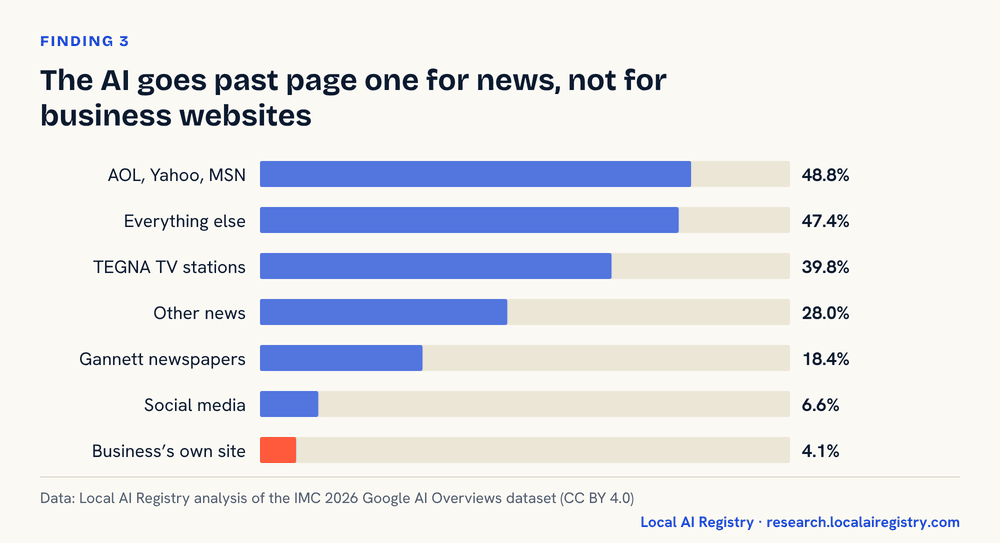 FINDING 3
The AI goes past page one for news, not for
business websites
AOL, Yahoo, MSN 48.8%
Everything else 47.4%
TEGNA TV stations 39.8%
Other news 28.0%
Gannett newspapers 18.4%
Social media 6.6%
Business’s own site 4.1%
Data: Local AI Registry analysis of the IMC 2026 Google AI Overviews dataset (CC BY 4.0)
Local AI Registry · research.localairegistry.com